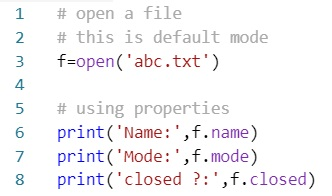 1 # open a file
2 # this is default mode
3 f=open('abc.txt')
4
5 # using properties
6 print('Name:',f.name)
7 print('Mode:',f.mode)
8 print('closed ?:',f.closed)